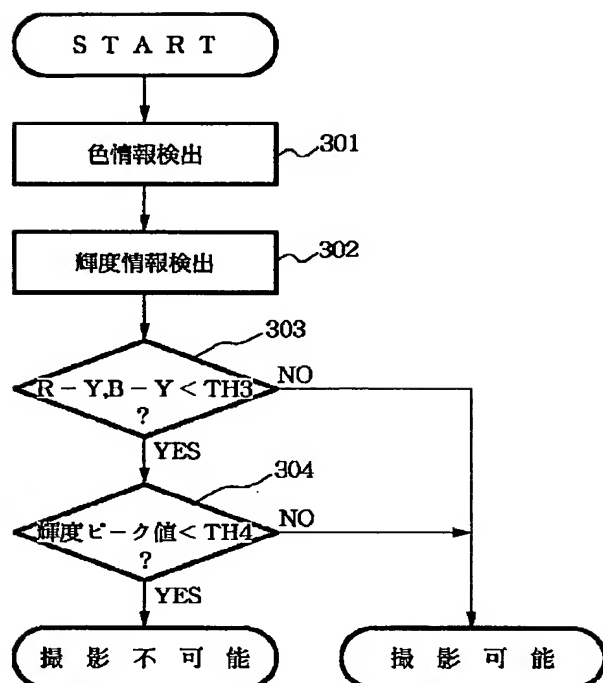 START
色情報検出
301
輝度情報検出
302
303
R-Y,B-Y<TH3
?
NO
YES
304
輝度ピーク値<TH4
?
NO
YES
撮影不可能
撮影可能